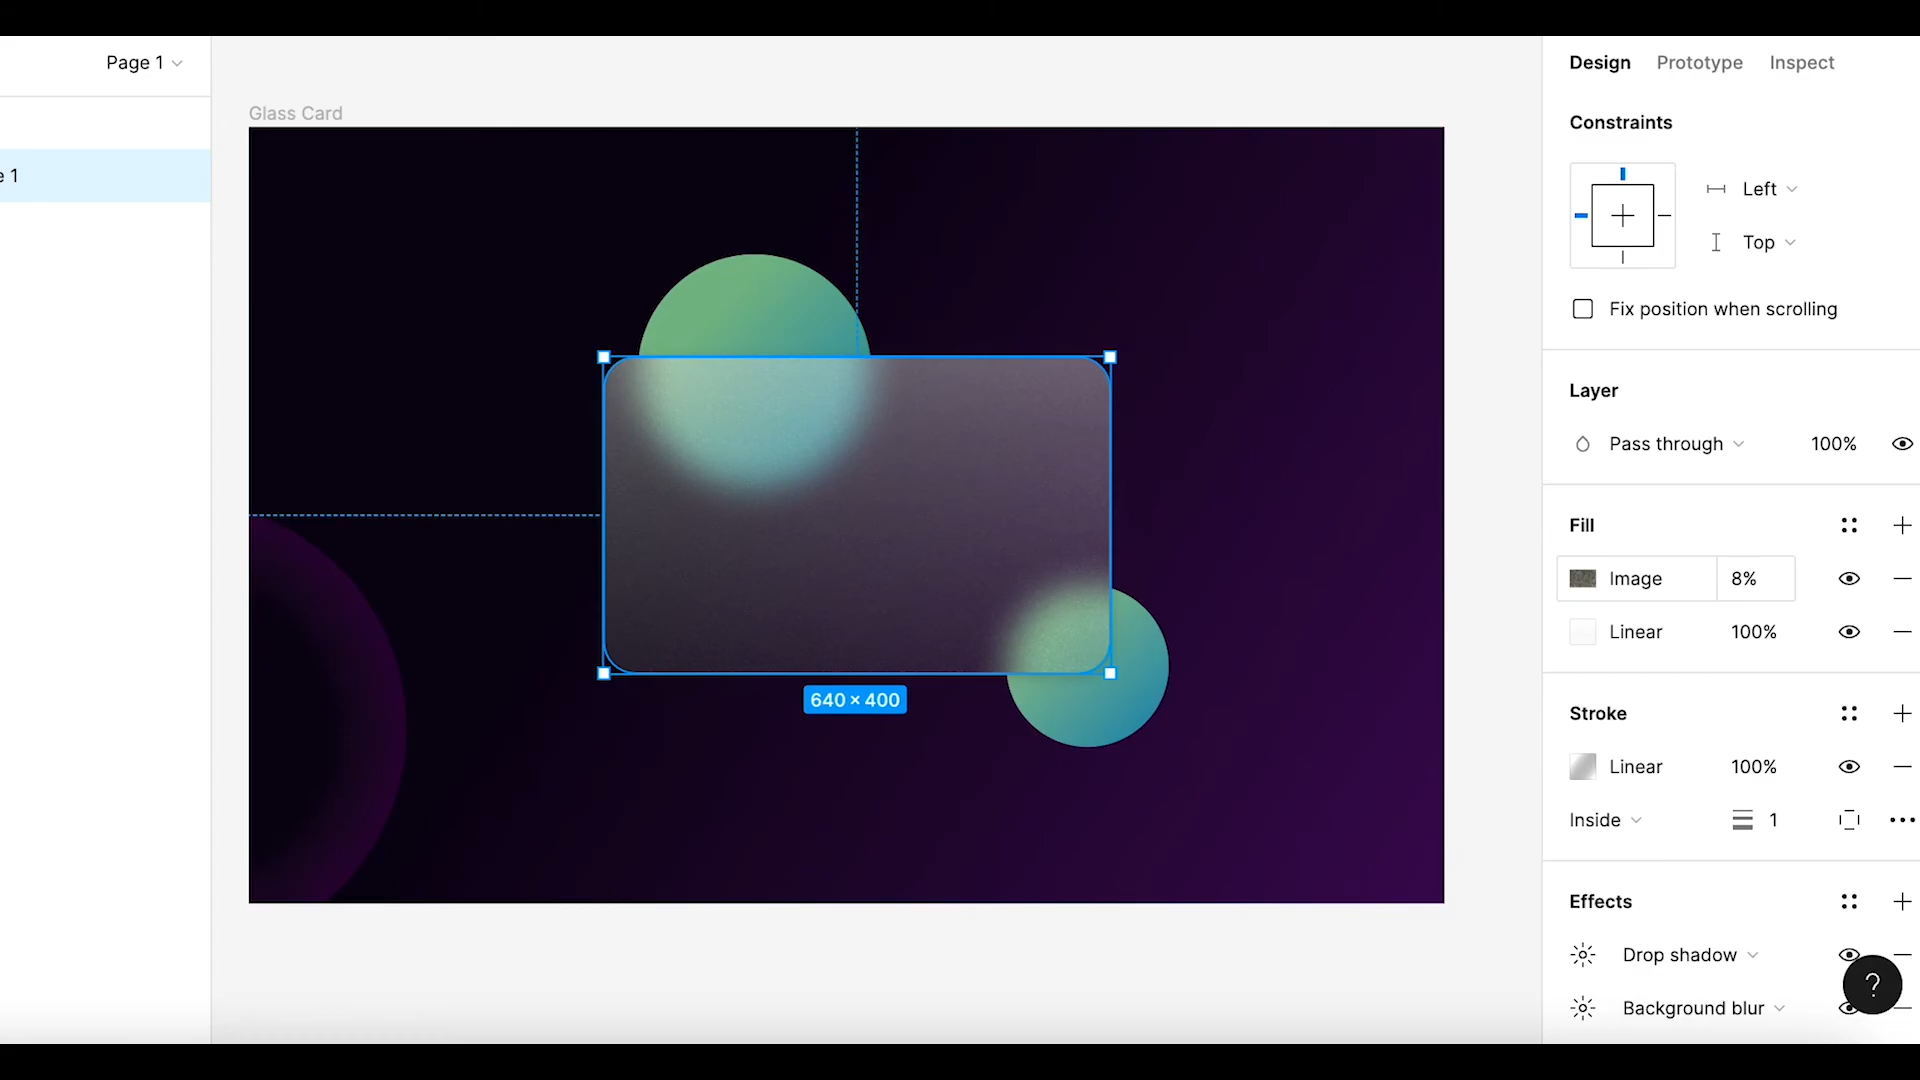 Page 1
e 1
Glass Card
640 × 400
Design Prototype Inspect
Constraints
Left
Top
Fix position when scrolling
Layer
Pass through 100%
Fill
Image 8%
Linear 100%
Stroke
Linear 100%
Inside 1
Effects
Drop shadow
Background blur
?